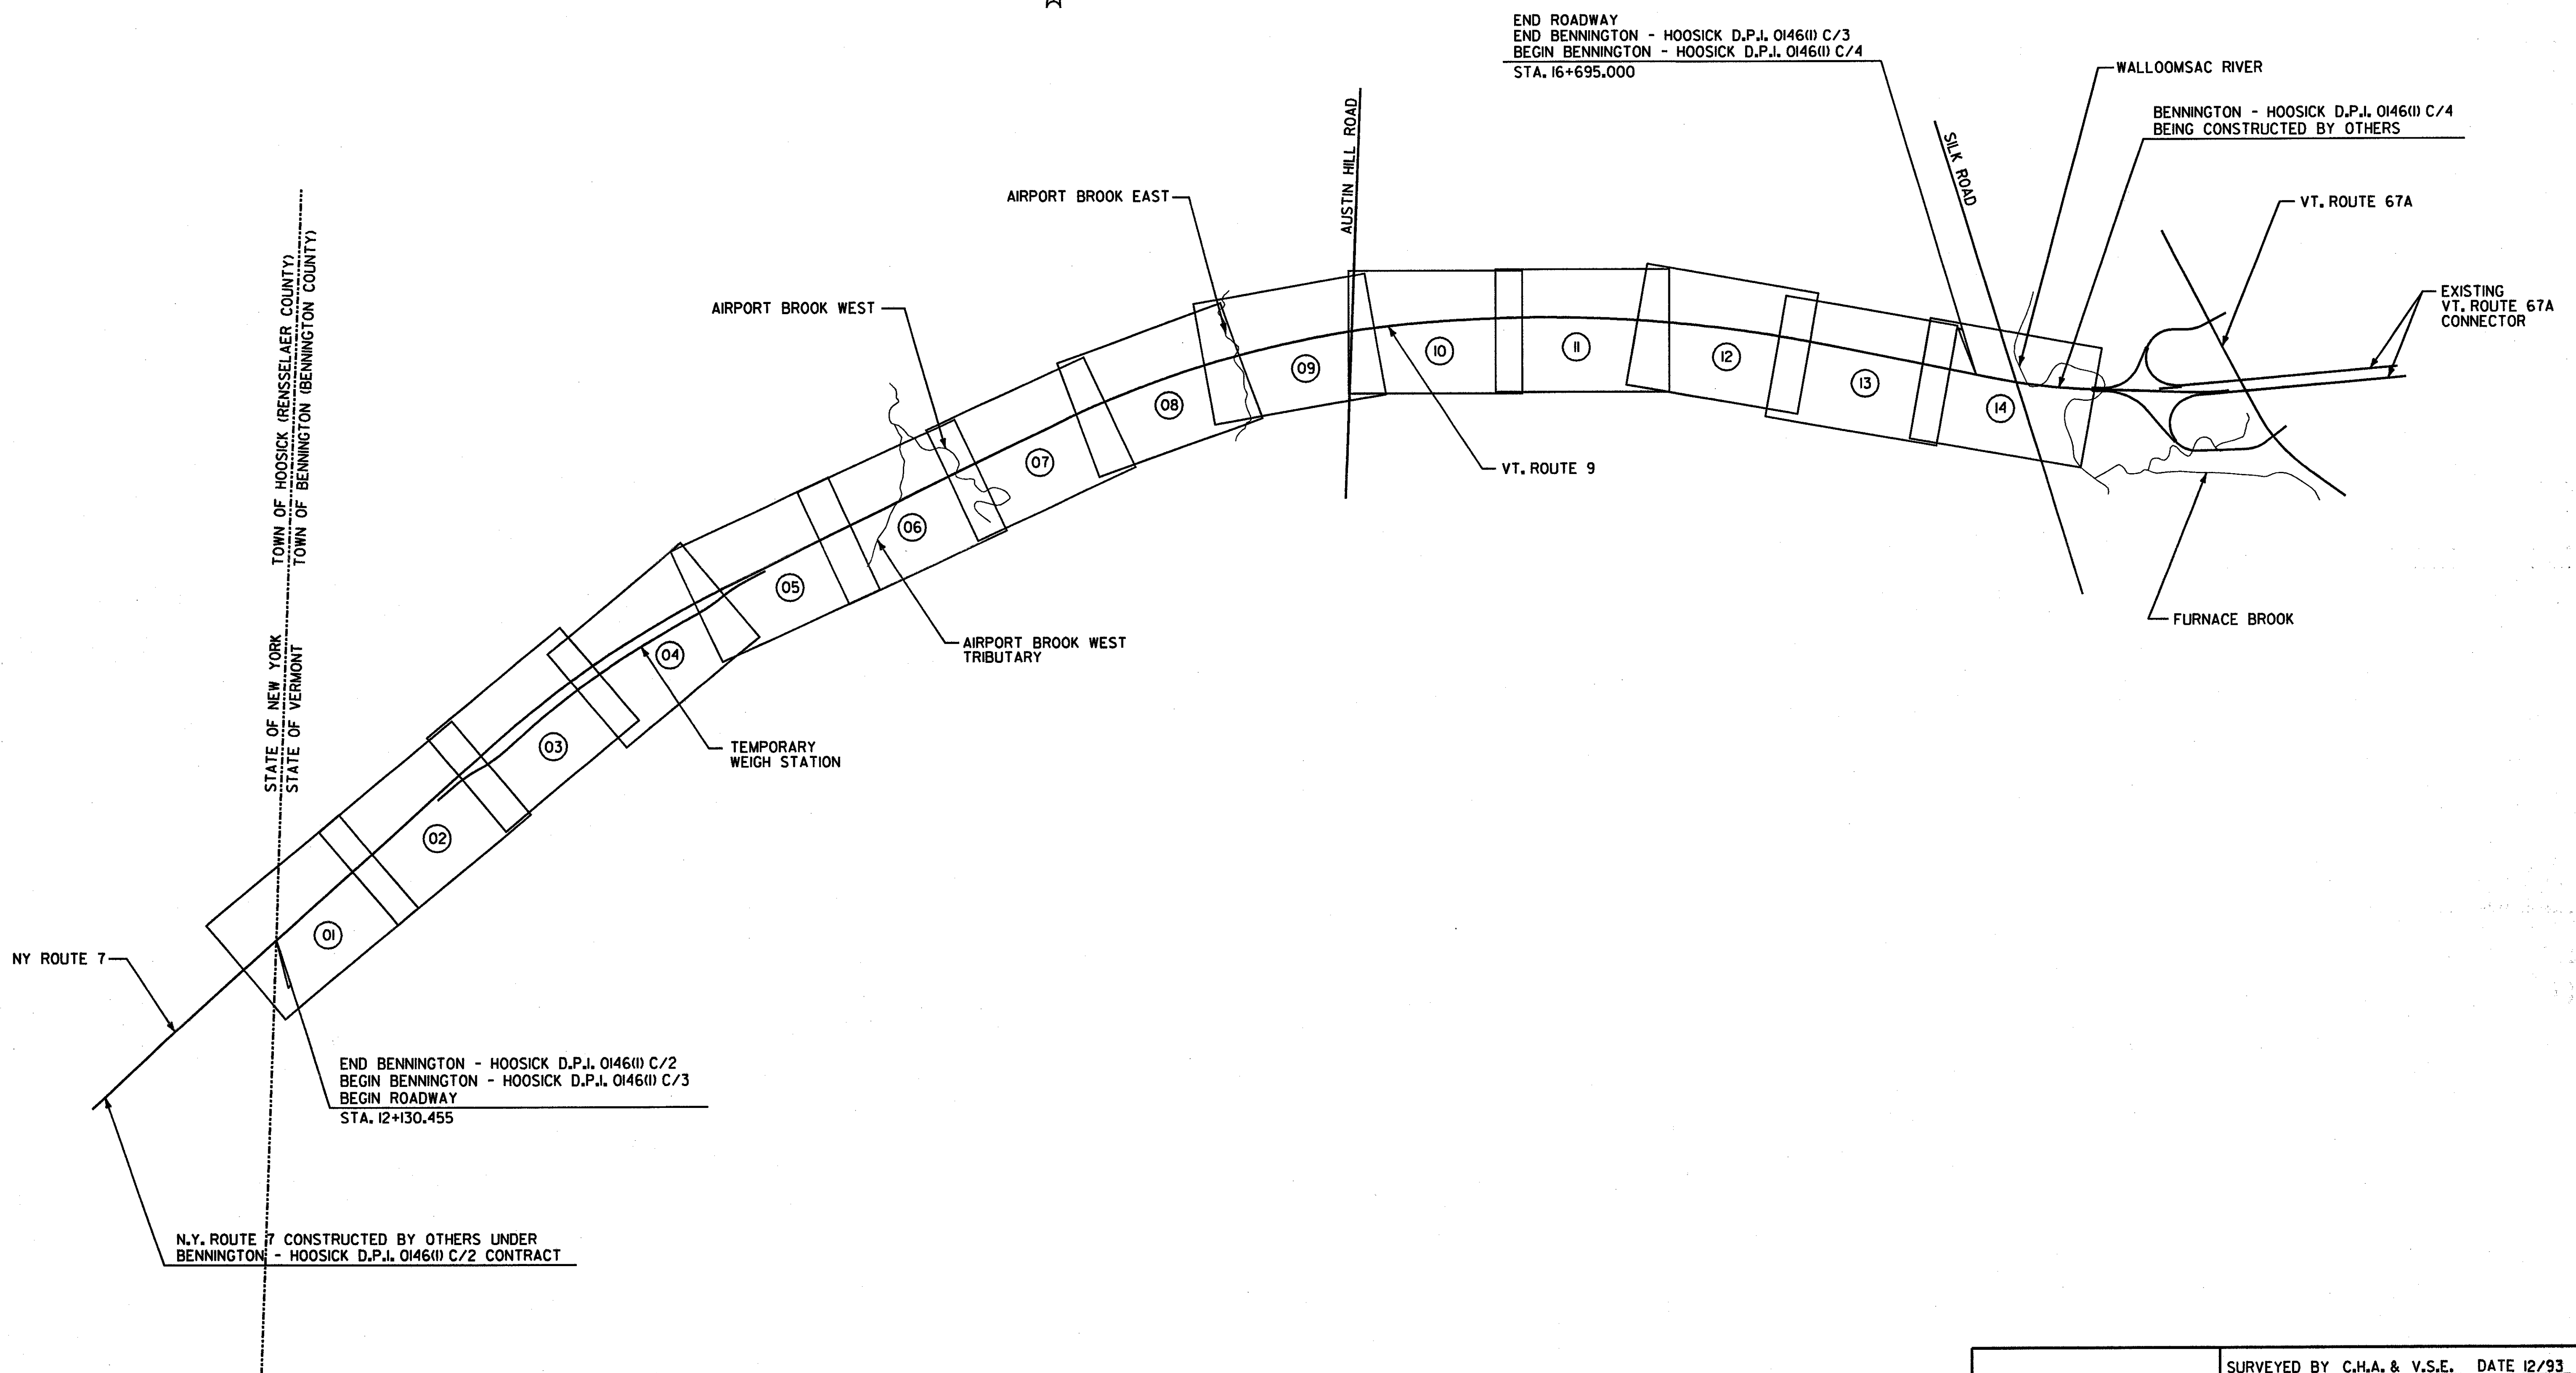 END ROADWAY
END BENNINGTON - HOOSICK D.P.I. 0146(1) C/3
BEGIN BENNINGTON - HOOSICK D.P.I. 0146(1) C/4
STA. 16+695.000
WALLOOMSAC RIVER
BENNINGTON - HOOSICK D.P.I. 0146(1) C/4
BEING CONSTRUCTED BY OTHERS
AUSTIN HILL ROAD
SILK ROAD
AIRPORT BROOK EAST
VT. ROUTE 67A
EXISTING
VT. ROUTE 67A
CONNECTOR
AIRPORT BROOK WEST
TOWN OF HOOSICK (RENSSELAER COUNTY)
TOWN OF BENNINGTON (BENNINGTON COUNTY)
STATE OF NEW YORK
STATE OF VERMONT
01
02
03
04
05
06
07
08
09
10
11
12
13
14
VT. ROUTE 9
FURNACE BROOK
AIRPORT BROOK WEST
TRIBUTARY
TEMPORARY
WEIGH STATION
NY ROUTE 7
END BENNINGTON - HOOSICK D.P.I. 0146(1) C/2
BEGIN BENNINGTON - HOOSICK D.P.I. 0146(1) C/3
BEGIN ROADWAY
STA. 12+130.455
N.Y. ROUTE 7 CONSTRUCTED BY OTHERS UNDER
BENNINGTON - HOOSICK D.P.I. 0146(1) C/2 CONTRACT
SURVEYED BY C.H.A. & V.S.E. DATE 12/93